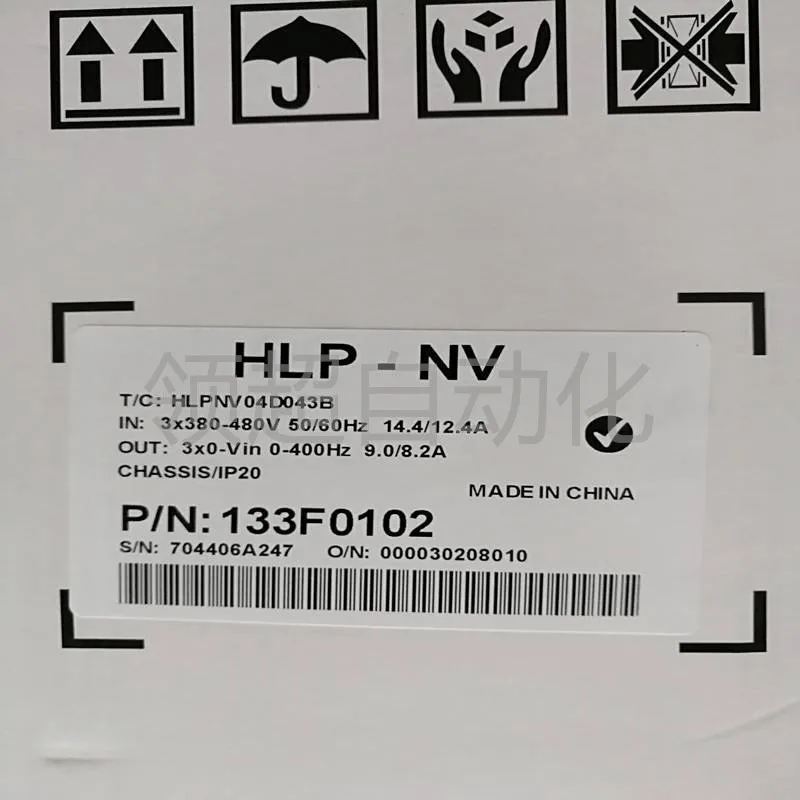 HLP - NV
领超自动化
T/C: HLPNV04D043B
IN: 3x380-480V 50/60Hz 14.4/12.4A
OUT: 3x0-Vin 0-400Hz 9.0/8.2A
CHASSIS/IP20
MADE IN CHINA
P/N: 133F0102
S/N: 704406A247 O/N: 000030208010